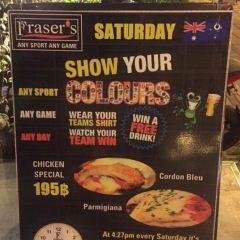 Fraser's
ANY SPORT ANY GAME
SATURDAY
SHOW YOUR
COLOURS
ANY SPORT
ANY GAME
ANY DAY
WEAR YOUR
TEAMS SHIRT
WATCH YOUR
TEAM WIN
WIN A
FREE
DRINK!
CHICKEN
SPECIAL
195฿
Cordon Bleu
Parmigiana
At 4:27pm every Saturday it's